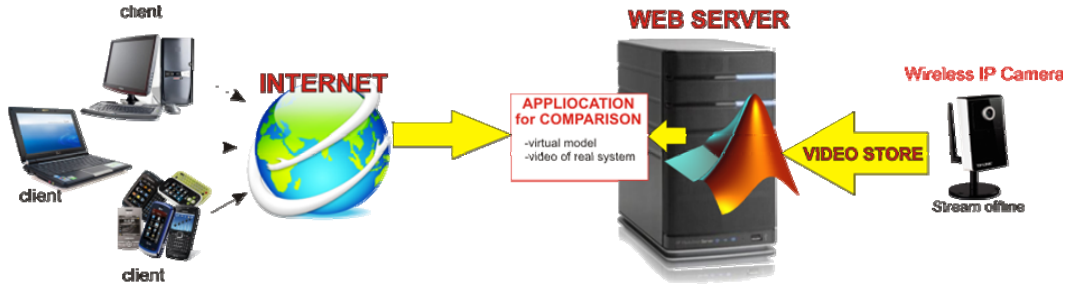 client
WEB SERVER
INTERNET
Wireless IP Camera
APPLIOCATION
for COMPARISON
-virtual model
-video of real system
VIDEO STORE
client
Stream offline
client